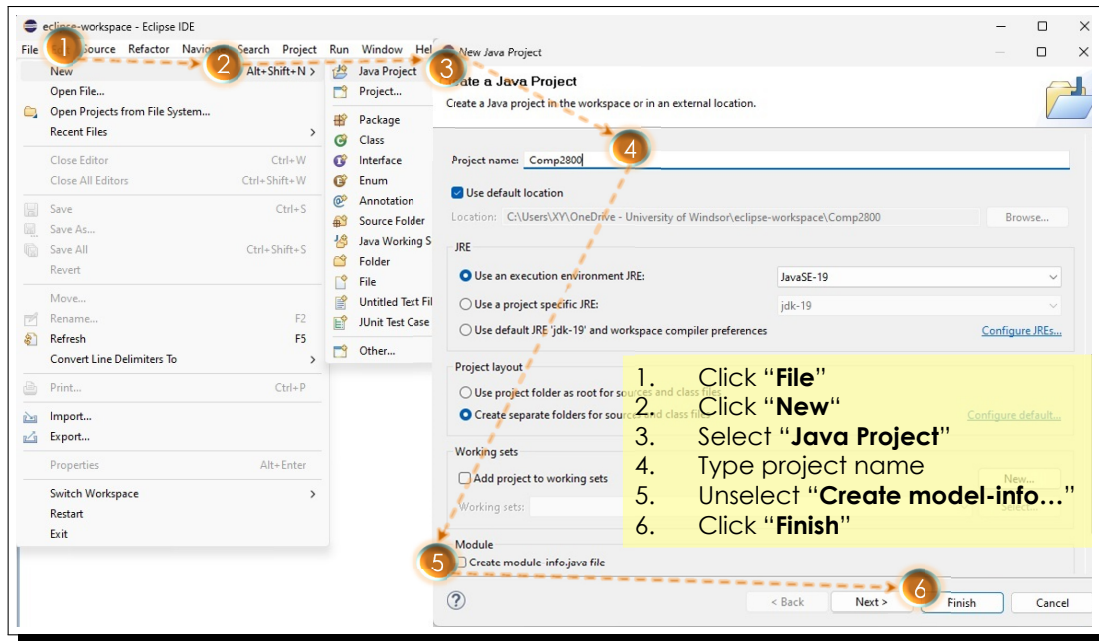 eclipse-workspace - Eclipse IDE
File Source Refactor Search Project Run Window
1
2
3
New Alt+Shift+N >
Open File...
Open Projects from File System...
Recent Files >
Close Editor Ctrl+W
Close All Editors Ctrl+Shift+W
Save Ctrl+S
Save As...
Save All Ctrl+Shift+S
Revert
Move...
Rename... F2
Refresh F5
Convert Line Delimiters To >
Print... Ctrl+P
Import...
Export...
Properties Alt+Enter
Switch Workspace >
Restart
Exit
Java Project
Project...
Package
Class
Interface
Enum
Annotation
Source Folder
Java Working S
Folder
File
Untitled Text Fil
JUnit Test Case
Other...
New Java Project
a Java Project
Create a Java project in the workspace or in an external location.
4
Project name: Comp2800
Use default location
Location: C:\Users\XY\OneDrive - University of Windsor\eclipse-workspace\Comp2800 Browse...
JRE
Use an execution environment JRE: JavaSE-19
Use a project specific JRE: jdk-19
Use default JRE 'jdk-19' and workspace compiler preferences Configure JREs...
Project layout
Use project folder as root for sources and class files
Create separate folders for sources and class files Configure default...
Working sets
Add project to working sets New...
Working sets: Select...
Module
5
Create module-info.java file
6
? < Back Next > Finish Cancel
1. Click “File”
2. Click “New“
3. Select “Java Project”
4. Type project name
5. Unselect “Create model-info…”
6. Click “Finish”